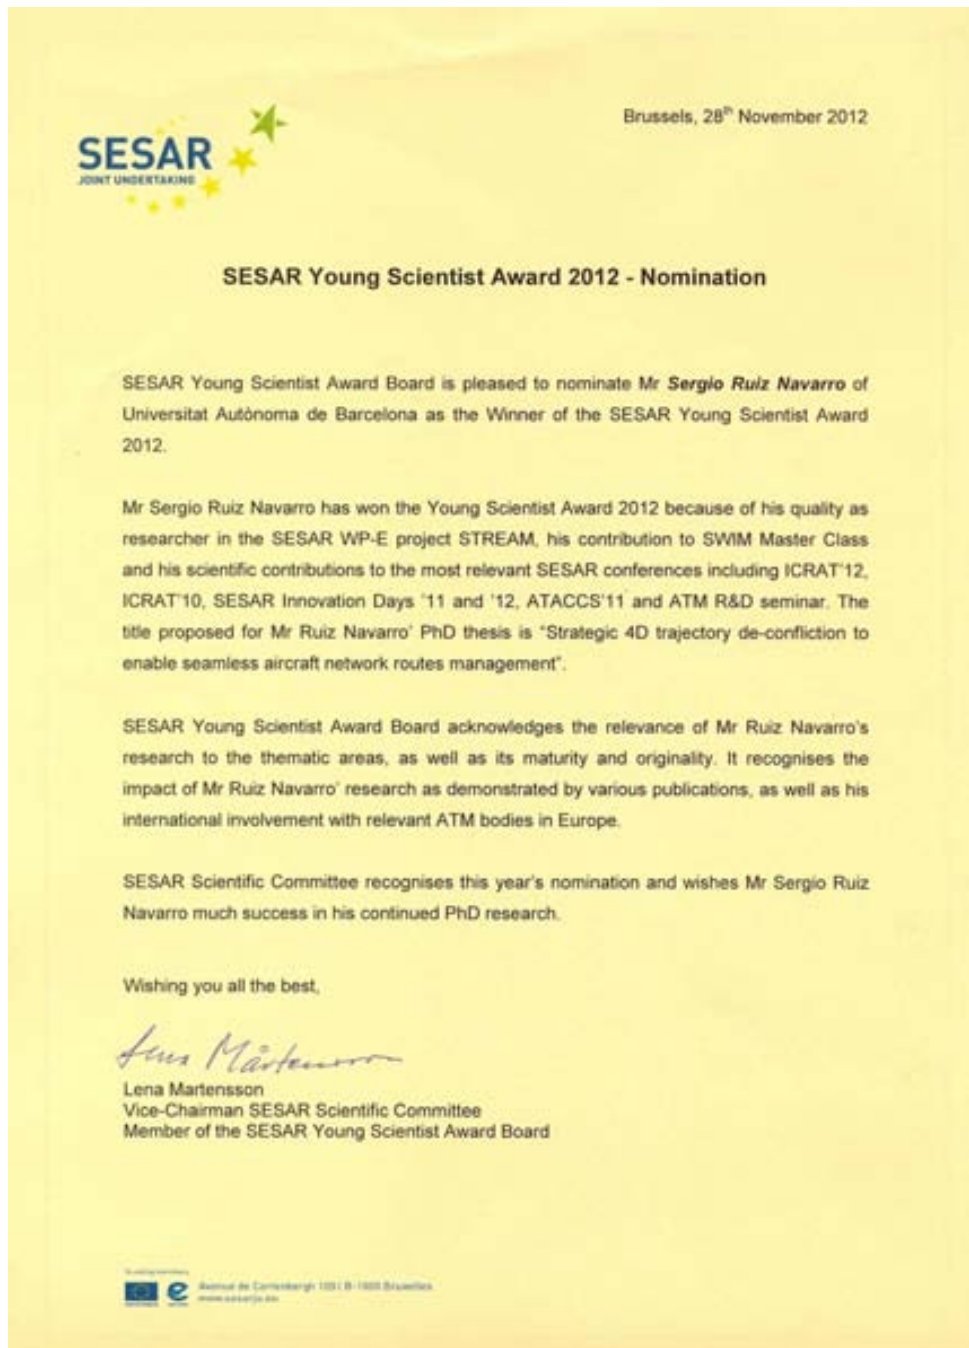 Brussels, 28th November 2012
SESAR
JOINT UNDERTAKING
SESAR Young Scientist Award 2012 - Nomination
SESAR Young Scientist Award Board is pleased to nominate Mr Sergio Ruiz Navarro of
Universitat Autònoma de Barcelona as the Winner of the SESAR Young Scientist Award
2012.
Mr Sergio Ruiz Navarro has won the Young Scientist Award 2012 because of his quality as
researcher in the SESAR WP-E project STREAM, his contribution to SWIM Master Class
and his scientific contributions to the most relevant SESAR conferences including ICRAT'12,
ICRAT'10, SESAR Innovation Days '11 and '12, ATACCS'11 and ATM R&D seminar. The
title proposed for Mr Ruiz Navarro' PhD thesis is "Strategic 4D trajectory de-confliction to
enable seamless aircraft network routes management".
SESAR Young Scientist Award Board acknowledges the relevance of Mr Ruiz Navarro's
research to the thematic areas, as well as its maturity and originality. It recognises the
impact of Mr Ruiz Navarro' research as demonstrated by various publications, as well as his
international involvement with relevant ATM bodies in Europe.
SESAR Scientific Committee recognises this year's nomination and wishes Mr Sergio Ruiz
Navarro much success in his continued PhD research.
Wishing you all the best,
Lena Mårtensson
Lena Martensson
Vice-Chairman SESAR Scientific Committee
Member of the SESAR Young Scientist Award Board
Avenue de Cortenbergh 100 | B-1000 Bruxelles
www.sesarju.eu